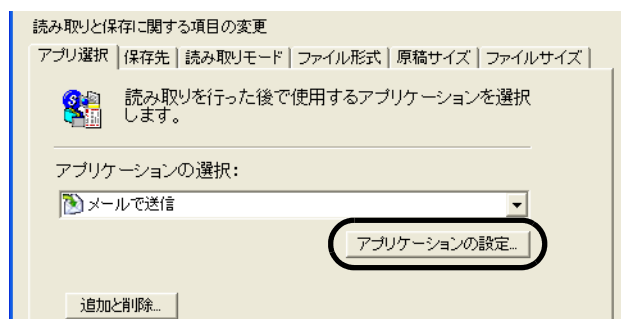 読み取りと保存に関する項目の変更
アプリ選択 保存先 読み取りモード ファイル形式 原稿サイズ ファイルサイズ
読み取りを行った後で使用するアプリケーションを選択
します。
アプリケーションの選択:
メールで送信
アプリケーションの設定...
追加と削除...